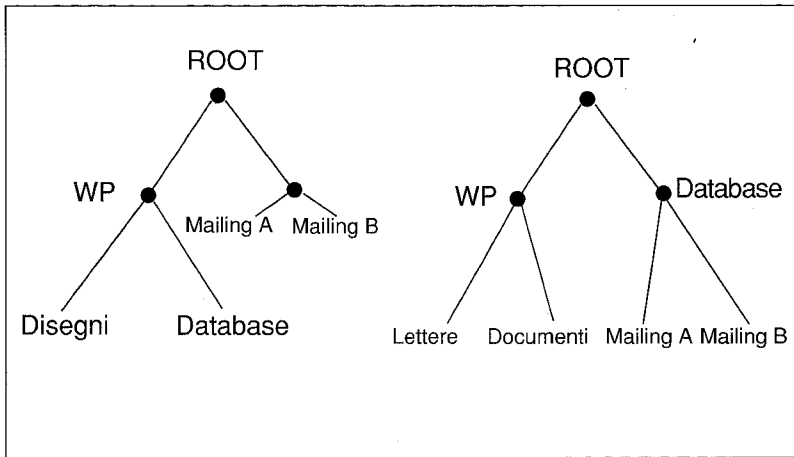 ROOT
WP
Mailing A Mailing B
Disegni
Database
ROOT
WP
Database
Lettere
Documenti
Mailing A Mailing B